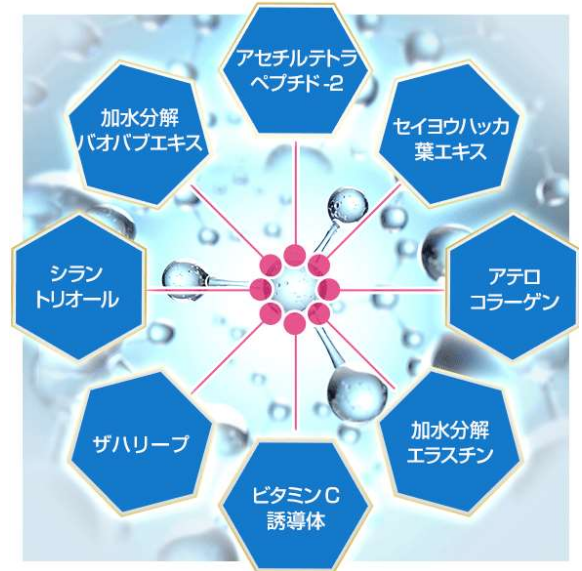 アセチルテトラ
ペプチド-2
加水分解
バオバブエキス
セイヨウハッカ
葉エキス
シラン
トリオール
アテロ
コラーゲン
ザハリーブ
加水分解
エラスチン
ビタミンC
誘導体